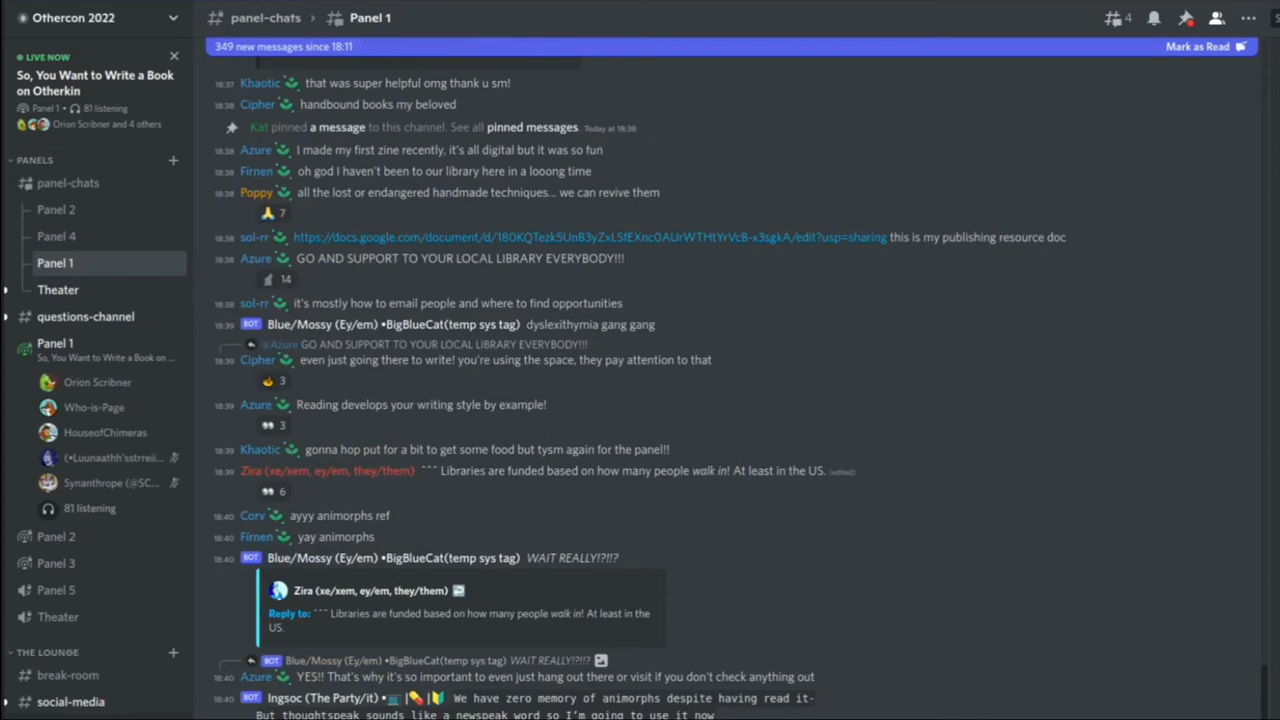 Othercon 2022
panel-chats › Panel 1
4
349 new messages since 18:11
Mark as Read
LIVE NOW
So, You Want to Write a Book
on Otherkin
Panel 1 • 81 listening
Orion Scribner and 4 others
PANELS
panel-chats
Panel 2
Panel 4
Panel 1
Theater
questions-channel
Panel 1
So, You Want to Write a Book on ...
Orion Scribner
Who-is-Page
HouseofChimeras
(•Luunaathh'sstrreii...
Synanthrope (@SC...
81 listening
Panel 2
Panel 3
Panel 5
Theater
THE LOUNGE
break-room
social-media
18:37 Khaotic that was super helpful omg thank u sm!
18:38 Cipher handbound books my beloved
Kat pinned a message to this channel. See all pinned messages. Today at 18:38
18:38 Azure I made my first zine recently, it's all digital but it was so fun
18:38 Firnen oh god I haven't been to our library here in a looong time
18:38 Poppy all the lost or endangered handmade techniques... we can revive them
7
18:38 sol-rr https://docs.google.com/document/d/180KQTezk5UnB3yZxLSfEXnc0AUrWTHtYrVcB-x3sgkA/edit?usp=sharing this is my publishing resource doc
18:38 Azure GO AND SUPPORT TO YOUR LOCAL LIBRARY EVERYBODY!!!
14
18:38 sol-rr it's mostly how to email people and where to find opportunities
18:39 BOT Blue/Mossy (Ey/em) •BigBlueCat(temp sys tag) dyslexithymia gang gang
@Azure GO AND SUPPORT TO YOUR LOCAL LIBRARY EVERYBODY!!!
18:39 Cipher even just going there to write! you're using the space, they pay attention to that
3
18:39 Azure Reading develops your writing style by example!
3
18:39 Khaotic gonna hop put for a bit to get some food but tysm again for the panel!!
18:39 Zira (xe/xem, ey/em, they/them) ^^^ Libraries are funded based on how many people walk in! At least in the US. (edited)
6
18:40 Corv ayyy animorphs ref
18:40 Firnen yay animorphs
18:40 BOT Blue/Mossy (Ey/em) •BigBlueCat(temp sys tag) WAIT REALLY!?!!?
Zira (xe/xem, ey/em, they/them)
Reply to: ^^^ Libraries are funded based on how many people walk in! At least in the
US.
BOT Blue/Mossy (Ey/em) •BigBlueCat(temp sys tag) WAIT REALLY!?!!?
18:40 Azure YES!! That's why it's so important to even just hang out there or visit if you don't check anything out
18:40 BOT Ingsoc (The Party/it) • | | We have zero memory of animorphs despite having read it-
But thoughtspeak sounds like a newspeak word so I'm going to use it now